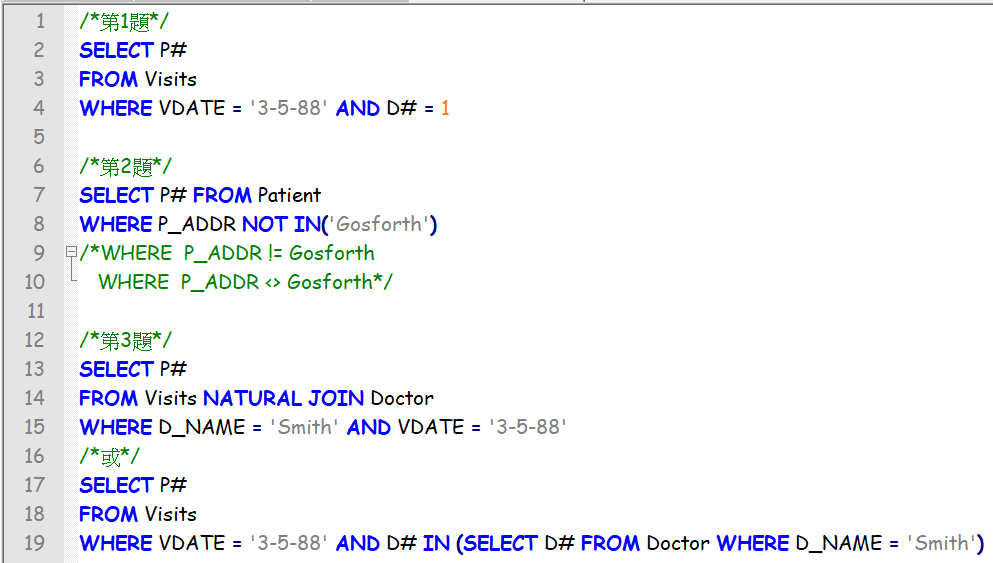 1 /*第1題*/
2 SELECT P#
3 FROM Visits
4 WHERE VDATE = '3-5-88' AND D# = 1
5
6 /*第2題*/
7 SELECT P# FROM Patient
8 WHERE P_ADDR NOT IN('Gosforth')
9 /*WHERE  P_ADDR != Gosforth
10 WHERE  P_ADDR <> Gosforth*/
11
12 /*第3題*/
13 SELECT P#
14 FROM Visits NATURAL JOIN Doctor
15 WHERE D_NAME = 'Smith' AND VDATE = '3-5-88'
16 /*或*/
17 SELECT P#
18 FROM Visits
19 WHERE VDATE = '3-5-88' AND D# IN (SELECT D# FROM Doctor WHERE D_NAME = 'Smith')